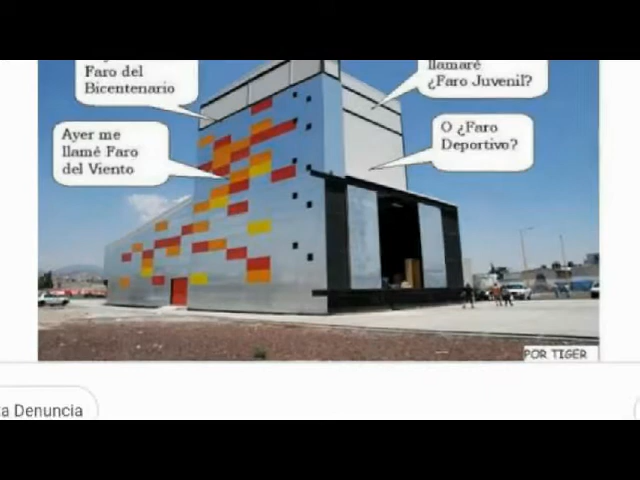 Faro del
Bicentenario
llamaré
¿Faro Juvenil?
Ayer me
llamé Faro
del Viento
O ¿Faro
Deportivo?
POR TIGER
a Denuncia